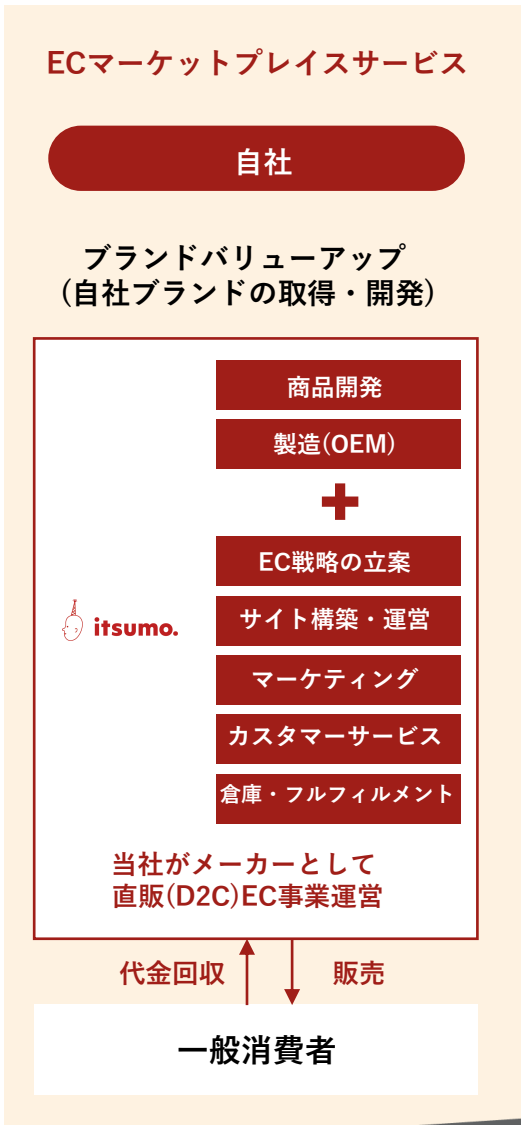 ECマーケットプレイスサービス
自社
ブランドバリューアップ
(自社ブランドの取得・開発)
商品開発
製造(OEM)
EC戦略の立案
サイト構築・運営
itsumo.
マーケティング
カスタマーサービス
倉庫・フルフィルメント
当社がメーカーとして
直販(D2C)EC事業運営
代金回収
販売
一般消費者